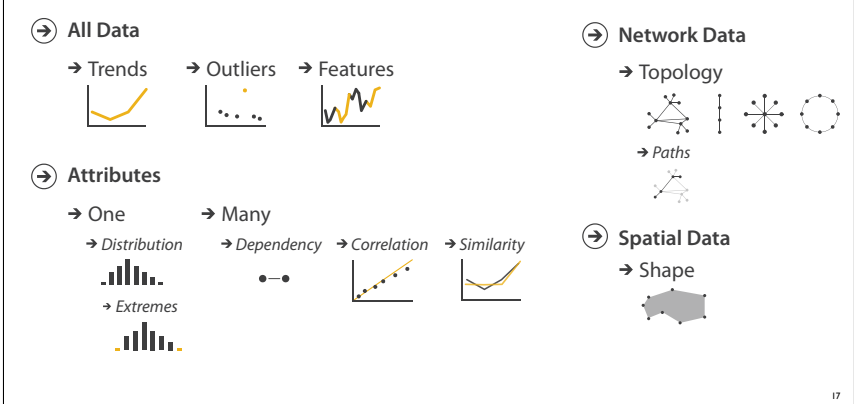 All Data
Trends
Outliers
Features
Attributes
One
Many
Distribution
Dependency
Correlation
Similarity
Extremes
Network Data
Topology
Paths
Spatial Data
Shape
17